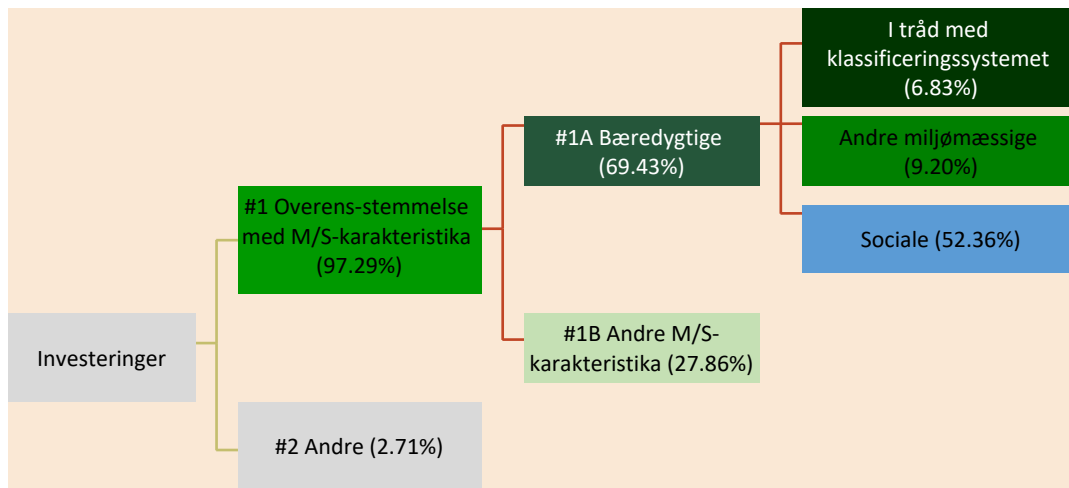 Investeringer
#1 Overens-stemmelse
med M/S-karakteristika
(97.29%)
#2 Andre (2.71%)
#1A Bæredygtige
(69.43%)
#1B Andre M/S-
karakteristika (27.86%)
I tråd med
klassificeringssystemet
(6.83%)
Andre miljømæssige
(9.20%)
Sociale (52.36%)